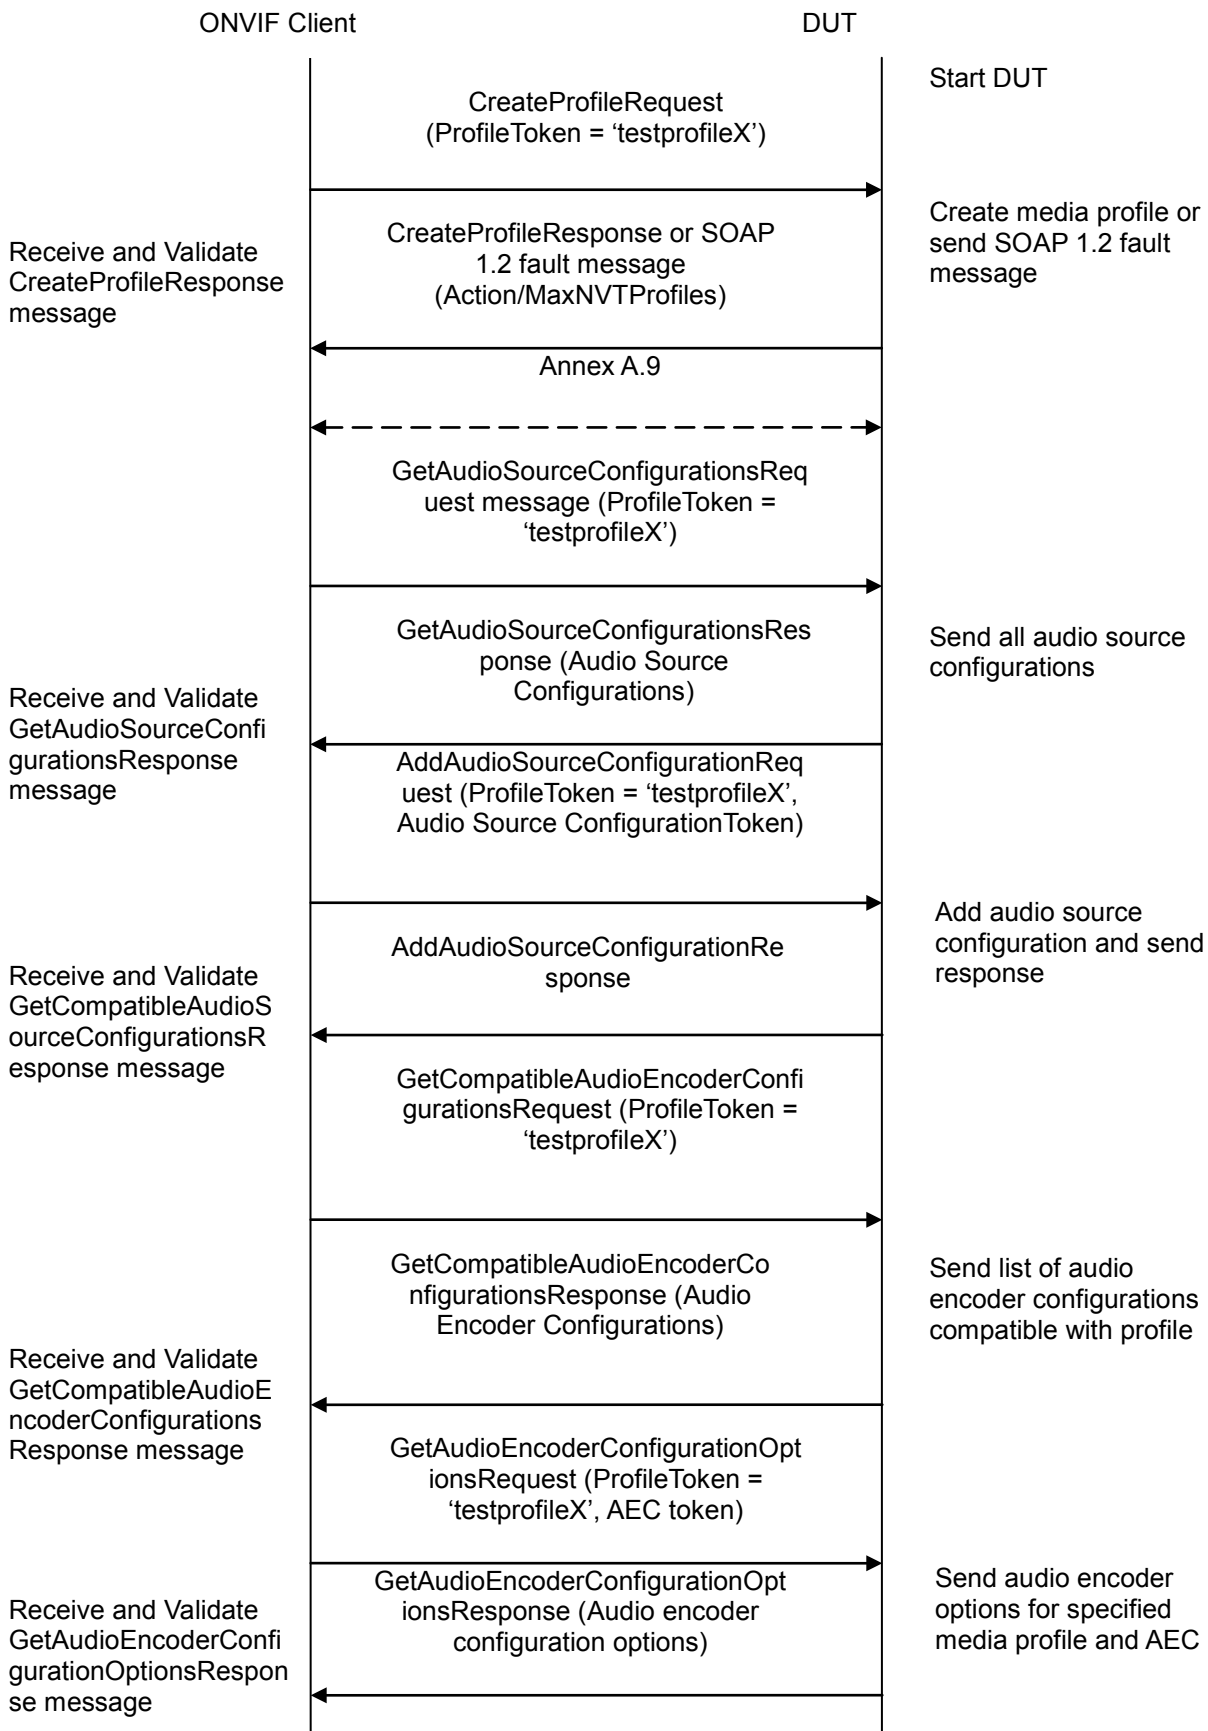 ONVIF Client
DUT
Start DUT
CreateProfileRequest
(ProfileToken = ‘testprofileX’)
Create media profile or
send SOAP 1.2 fault
message
CreateProfileResponse or SOAP
1.2 fault message
(Action/MaxNVTProfiles)
Receive and Validate
CreateProfileResponse
message
Annex A.9
GetAudioSourceConfigurationsReq
uest message (ProfileToken =
‘testprofileX’)
GetAudioSourceConfigurationsRes
ponse (Audio Source
Configurations)
Send all audio source
configurations
Receive and Validate
GetAudioSourceConfi
gurationsResponse
message
AddAudioSourceConfigurationReq
uest (ProfileToken = ‘testprofileX’,
Audio Source ConfigurationToken)
Add audio source
configuration and send
response
AddAudioSourceConfigurationRe
sponse
Receive and Validate
GetCompatibleAudioS
ourceConfigurationsR
esponse message
GetCompatibleAudioEncoderConfi
gurationsRequest (ProfileToken =
‘testprofileX’)
GetCompatibleAudioEncoderCo
nfigurationsResponse (Audio
Encoder Configurations)
Send list of audio
encoder configurations
compatible with profile
Receive and Validate
GetCompatibleAudioE
ncoderConfigurations
Response message
GetAudioEncoderConfigurationOpt
ionsRequest (ProfileToken =
‘testprofileX’, AEC token)
GetAudioEncoderConfigurationOpt
ionsResponse (Audio encoder
configuration options)
Send audio encoder
options for specified
media profile and AEC
Receive and Validate
GetAudioEncoderConfi
gurationOptionsRespon
se message